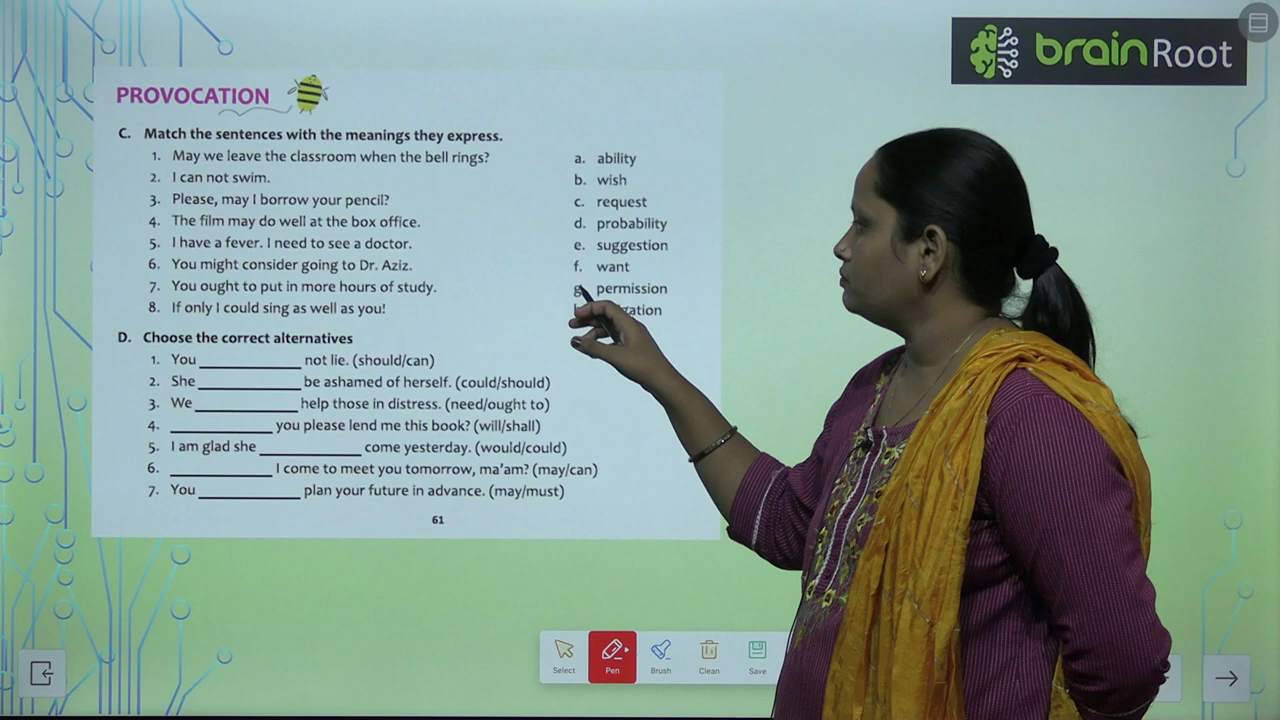 brainRoot
PROVOCATION
C. Match the sentences with the meanings they express.
1. May we leave the classroom when the bell rings? a. ability
2. I can not swim. b. wish
3. Please, may I borrow your pencil? c. request
4. The film may do well at the box office. d. probability
5. I have a fever. I need to see a doctor. e. suggestion
6. You might consider going to Dr. Aziz. f. want
7. You ought to put in more hours of study. g. permission
8. If only I could sing as well as you!
D. Choose the correct alternatives
1. You ____________ not lie. (should/can)
2. She ____________ be ashamed of herself. (could/should)
3. We ____________ help those in distress. (need/ought to)
4. ____________ you please lend me this book? (will/shall)
5. I am glad she ____________ come yesterday. (would/could)
6. ____________ I come to meet you tomorrow, ma'am? (may/can)
7. You ____________ plan your future in advance. (may/must)
61
Select Pen Brush Clean Save